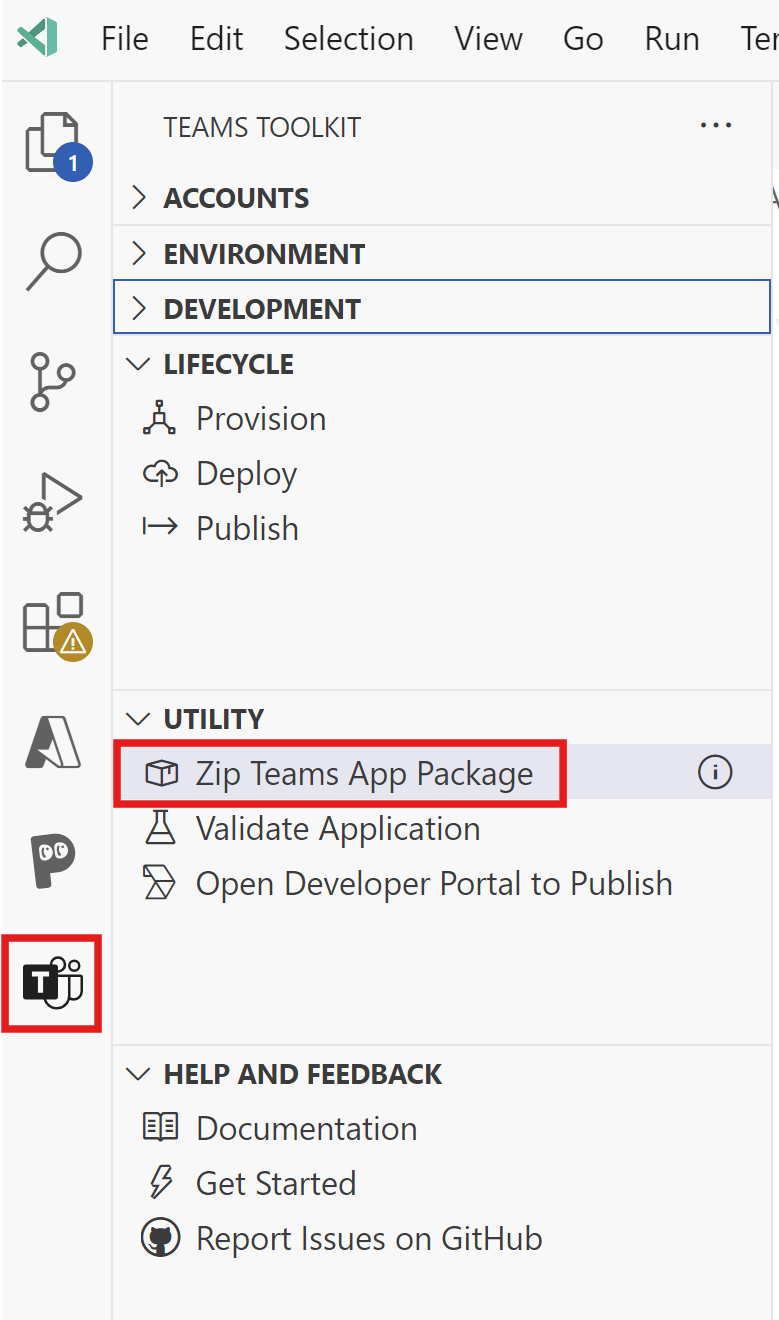 File Edit Selection View Go Run Ter
TEAMS TOOLKIT
1
ACCOUNTS
ENVIRONMENT
DEVELOPMENT
LIFECYCLE
Provision
Deploy
Publish
UTILITY
Zip Teams App Package
Validate Application
Open Developer Portal to Publish
T
HELP AND FEEDBACK
Documentation
Get Started
Report Issues on GitHub